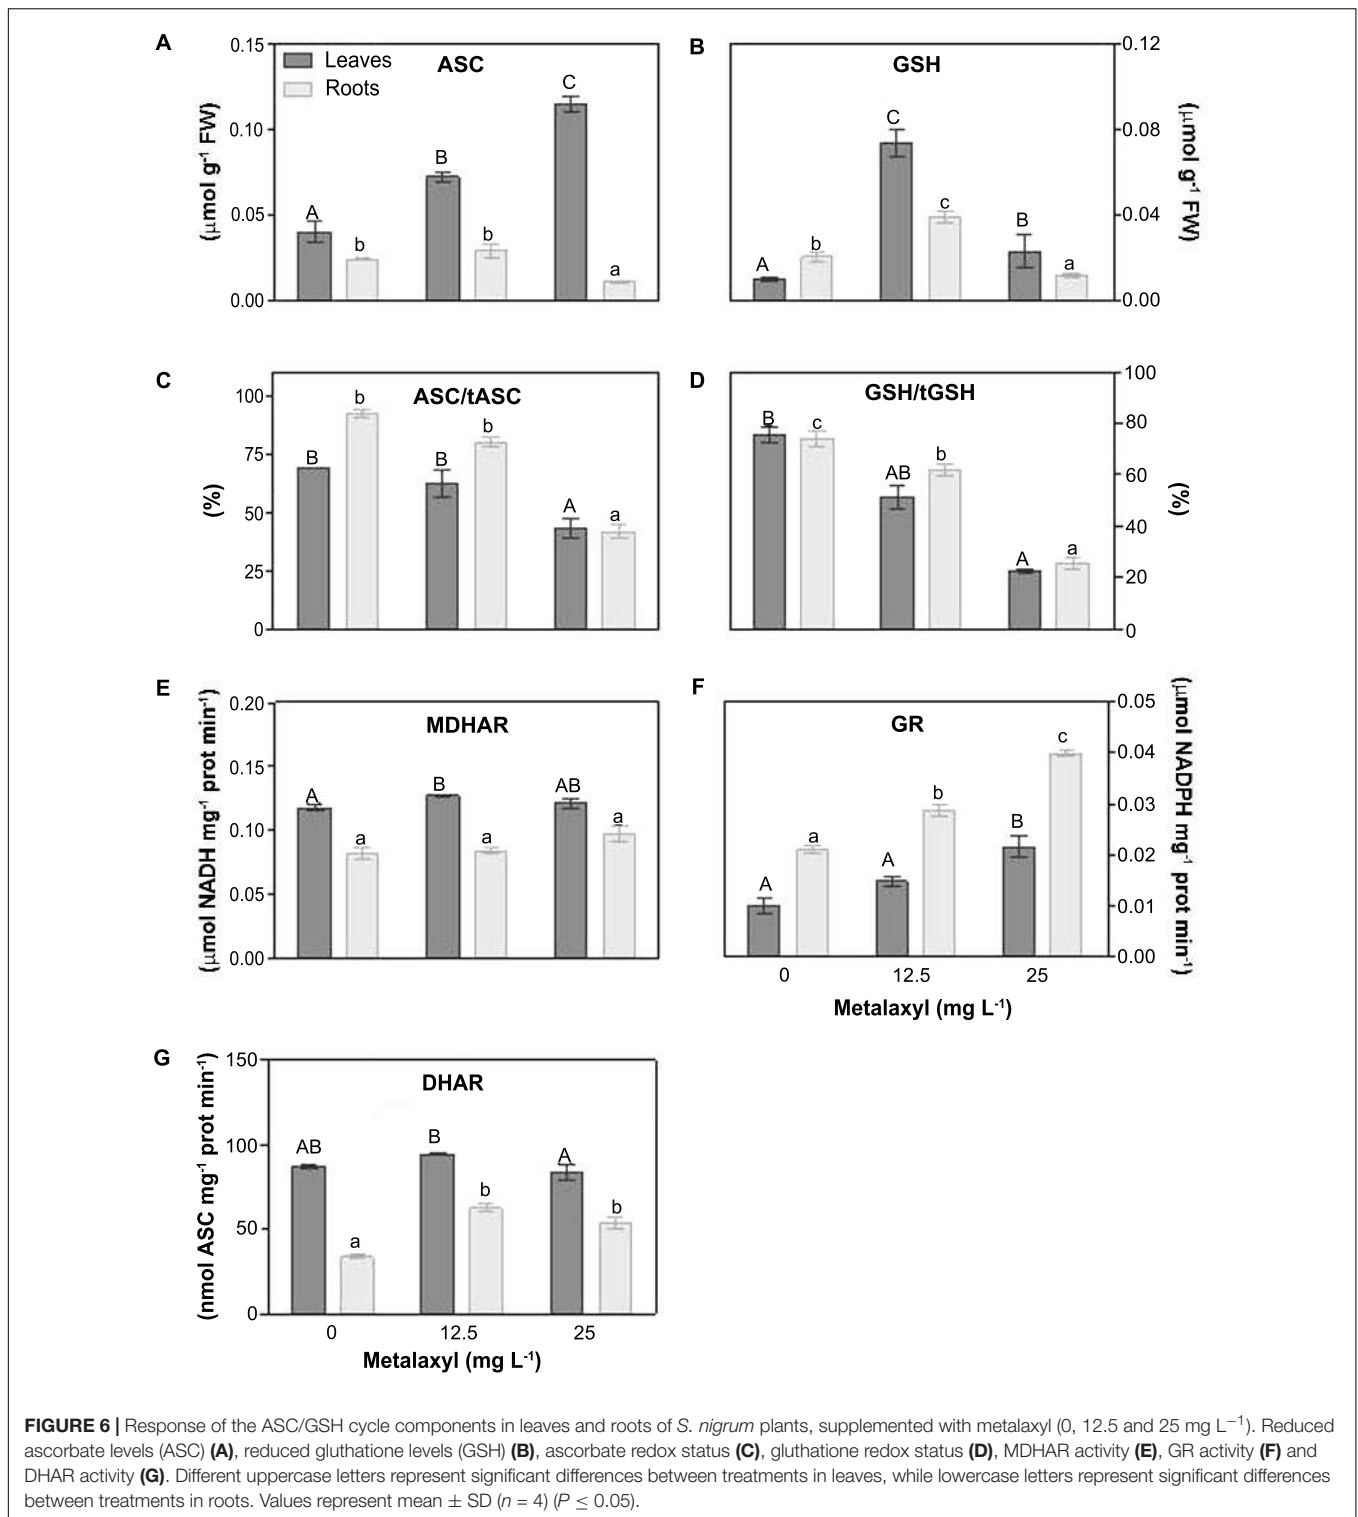 A
0.15
Leaves
Roots
ASC
0.10
0.05
0.00
(μmol g-1 FW)
A
b
B
b
C
a
B
GSH
0.12
0.08
0.04
0.00
(μmol g-1 FW)
A
b
C
c
B
a
C
ASC/tASC
100
75
50
25
0
(%)
B
b
B
b
A
a
D
GSH/tGSH
100
80
60
40
20
0
(%)
B
c
AB
b
A
a
E
MDHAR
0.20
0.15
0.10
0.05
0.00
(μmol NADH mg-1 prot min-1)
A
a
B
a
AB
a
F
GR
0.05
0.04
0.03
0.02
0.01
0.00
(μmol NADPH mg-1 prot min-1)
A
a
A
b
B
c
0 12.5 25
Metalaxyl (mg L-1)
G
DHAR
150
100
50
0
(nmol ASC mg-1 prot min-1)
AB
a
B
b
A
b
0 12.5 25
Metalaxyl (mg L-1)
FIGURE 6 | Response of the ASC/GSH cycle components in leaves and roots of S. nigrum plants, supplemented with metalaxyl (0, 12.5 and 25 mg L−1). Reduced
ascorbate levels (ASC) (A), reduced gluthatione levels (GSH) (B), ascorbate redox status (C), gluthatione redox status (D), MDHAR activity (E), GR activity (F) and
DHAR activity (G). Different uppercase letters represent significant differences between treatments in leaves, while lowercase letters represent significant differences
between treatments in roots. Values represent mean ± SD (n = 4) (P ≤ 0.05).